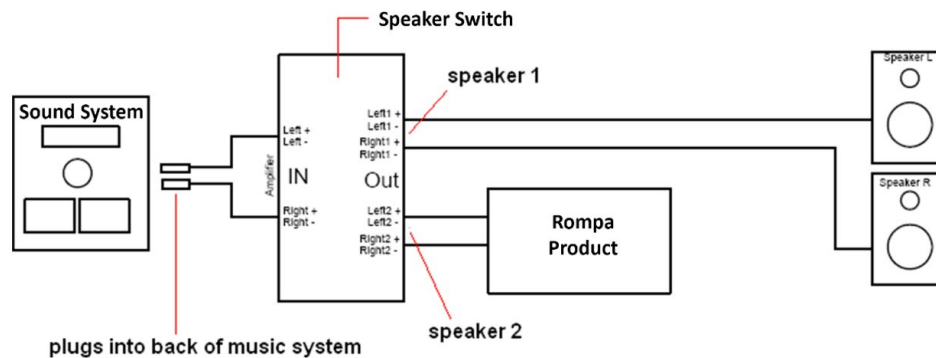 Speaker Switch
speaker 1
Speaker L
Sound System
Left +
Left -
Amplifier
IN
Right +
Right -
Left1 +
Left1 -
Right1 +
Right1 -
Out
Left2 +
Left2 -
Right2 +
Right2 -
Rompa
Product
Speaker R
speaker 2
plugs into back of music system